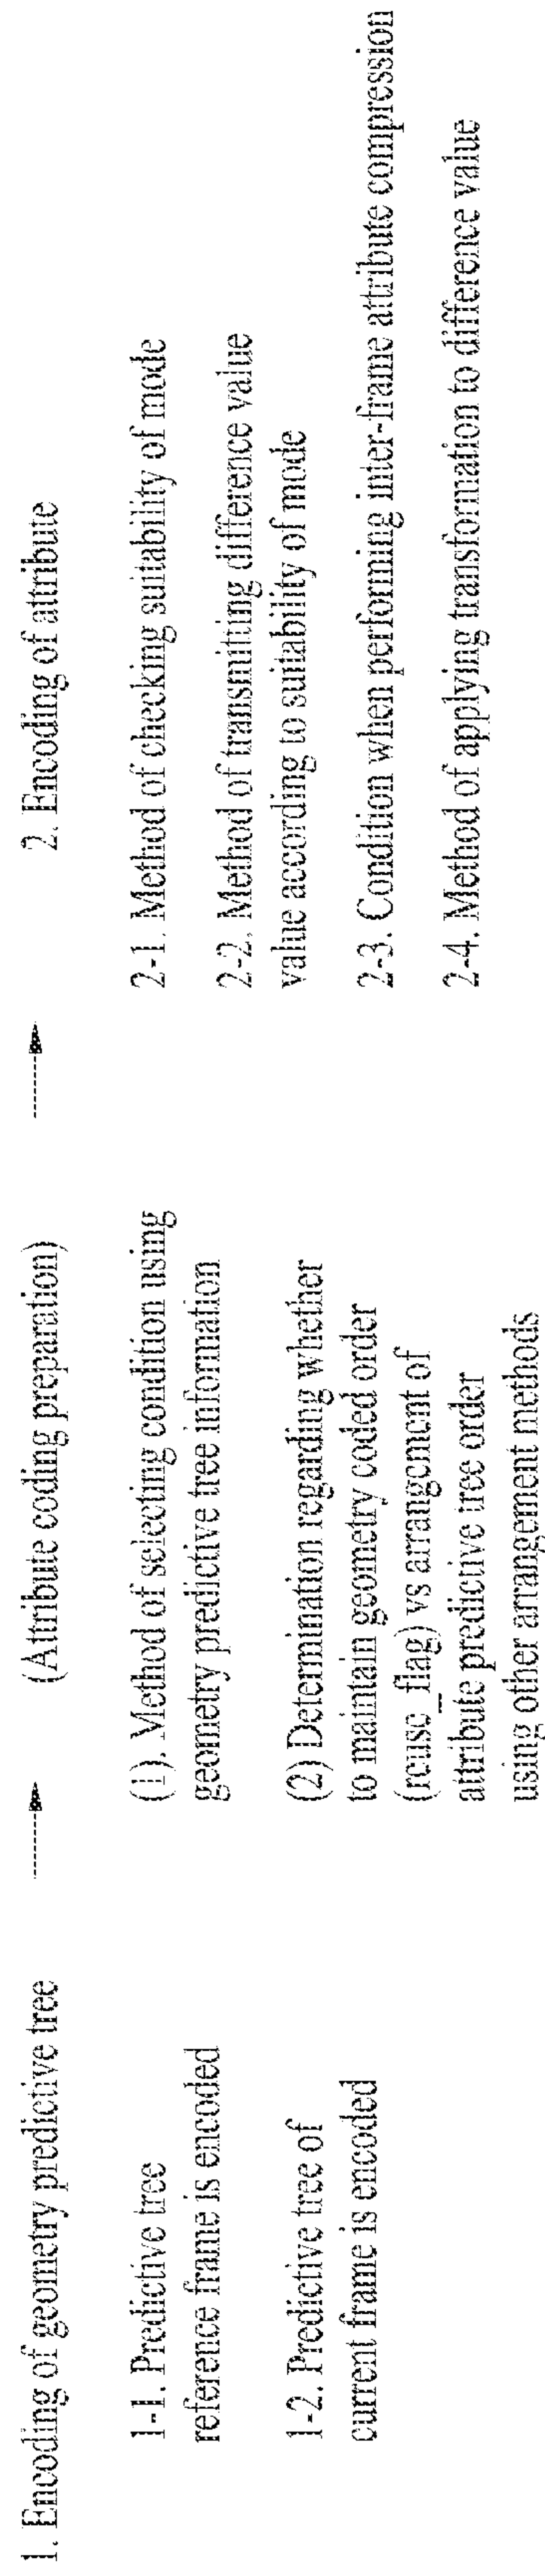 1. Encoding of geometry predictive tree
1-1. Predictive tree
reference frame is encoded
1-2. Predictive tree of
current frame is encoded
(Attribute coding preparation)
(1). Method of selecting condition using
geometry predictive tree information
(2) Determination regarding whether
to maintain geometry coded order
(reuse_flag) vs arrangement of
attribute predictive tree order
using other arrangement methods
2. Encoding of attribute
2-1. Method of checking suitability of mode
2-2. Method of transmitting difference value
value according to suitability of mode
2-3. Condition when performing inter-frame attribute compression
2-4. Method of applying transformation to difference value